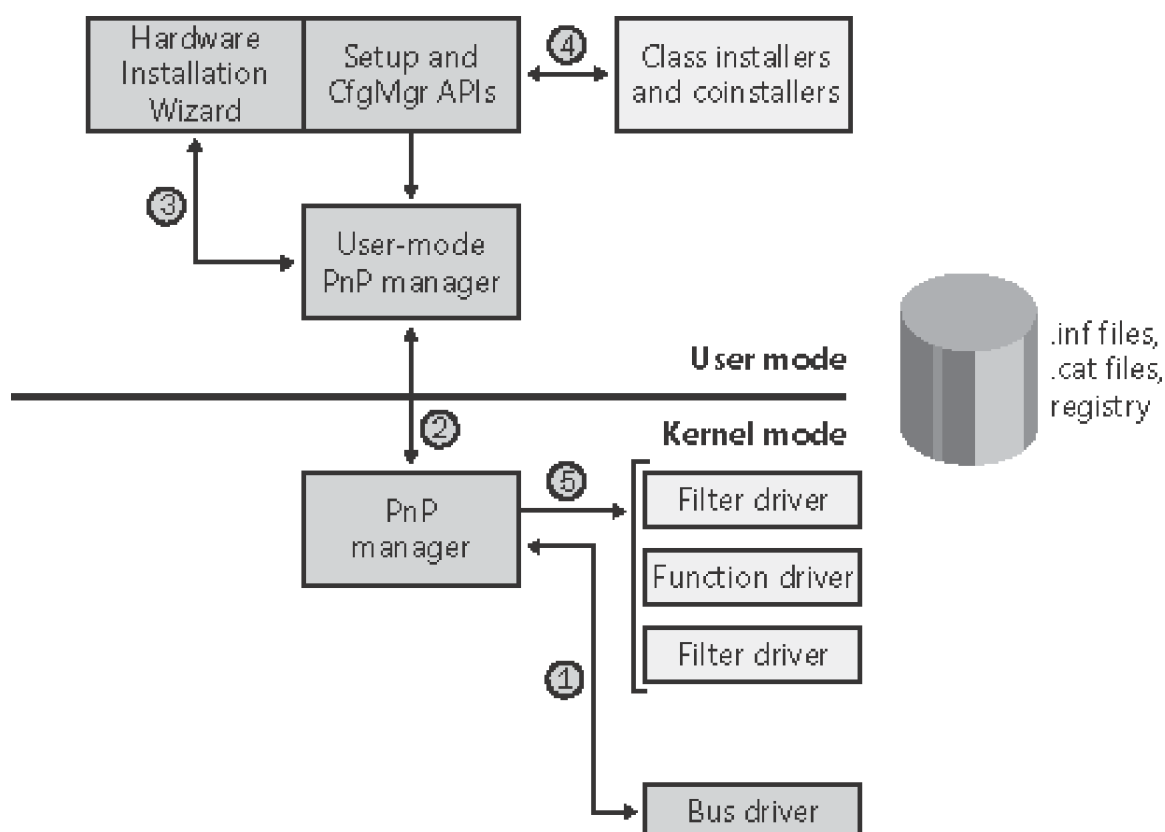 Hardware
Installation
Wizard
Setup and
CfgMgr APIs
4
Class installers
and coinstallers
3
User-mode
PnP manager
User mode
.inf files,
.cat files,
registry
2
Kernel mode
PnP
manager
5
Filter driver
Function driver
Filter driver
1
Bus driver